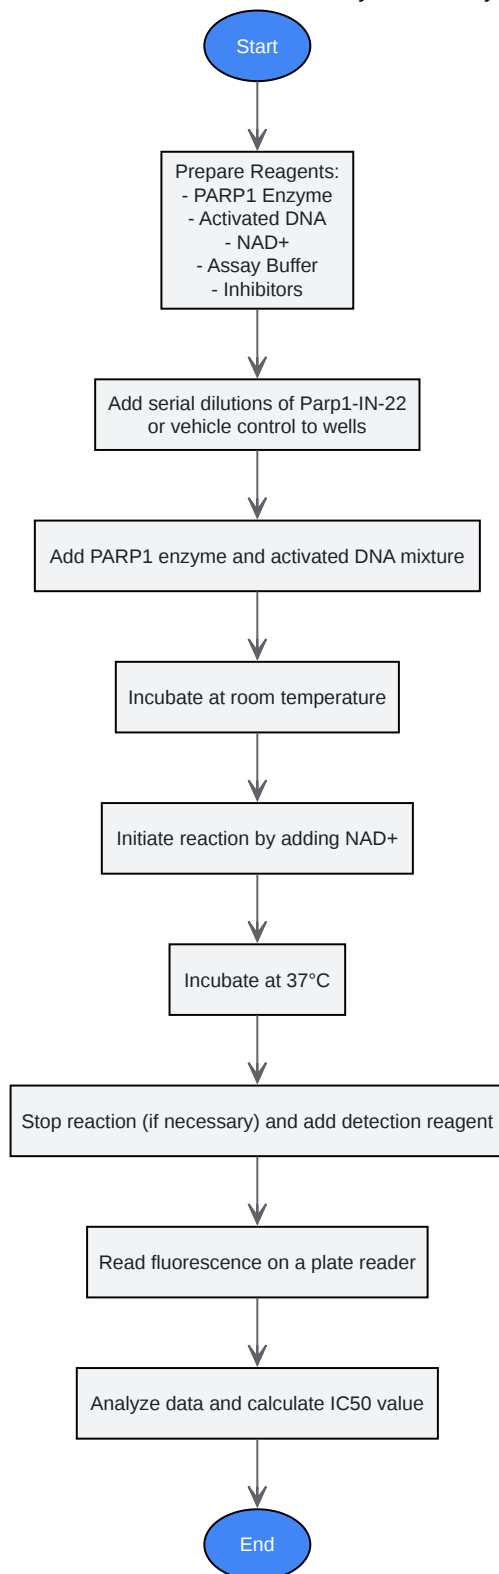 Start
Prepare Reagents:
- PARP1 Enzyme
- Activated DNA
- NAD+
- Assay Buffer
- Inhibitors
Add serial dilutions of Parp1-IN-22
or vehicle control to wells
Add PARP1 enzyme and activated DNA mixture
Incubate at room temperature
Initiate reaction by adding NAD+
Incubate at 37°C
Stop reaction (if necessary) and add detection reagent
Read fluorescence on a plate reader
Analyze data and calculate IC50 value
End